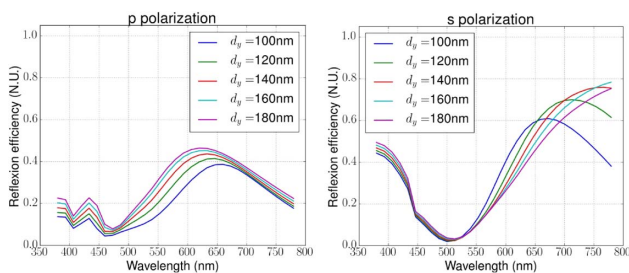 p polarization
Reflexion efficiency (N.U.)
1.0
0.8
0.6
0.4
0.2
0.0
350 400 450 500 550 600 650 700 750 800
Wavelength (nm)
d_y =100nm
d_y =120nm
d_y =140nm
d_y =160nm
d_y =180nm
s polarization
Reflexion efficiency (N.U.)
1.0
0.8
0.6
0.4
0.2
0.0
350 400 450 500 550 600 650 700 750 800
Wavelength (nm)
d_y =100nm
d_y =120nm
d_y =140nm
d_y =160nm
d_y =180nm